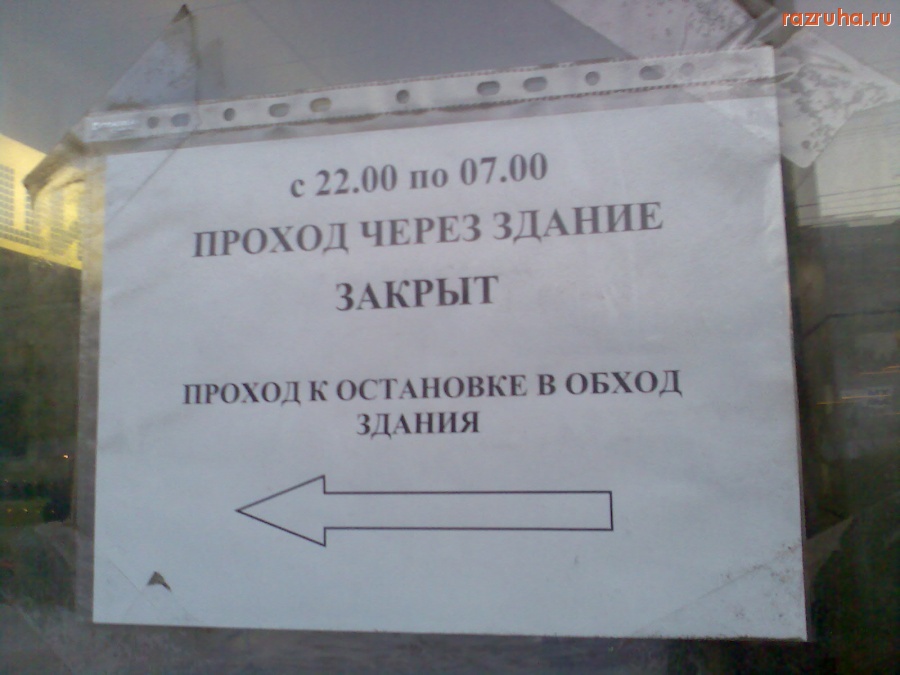 razruha.ru
с 22.00 по 07.00
ПРОХОД ЧЕРЕЗ ЗДАНИЕ
ЗАКРЫТ
ПРОХОД К ОСТАНОВКЕ В ОБХОД
ЗДАНИЯ